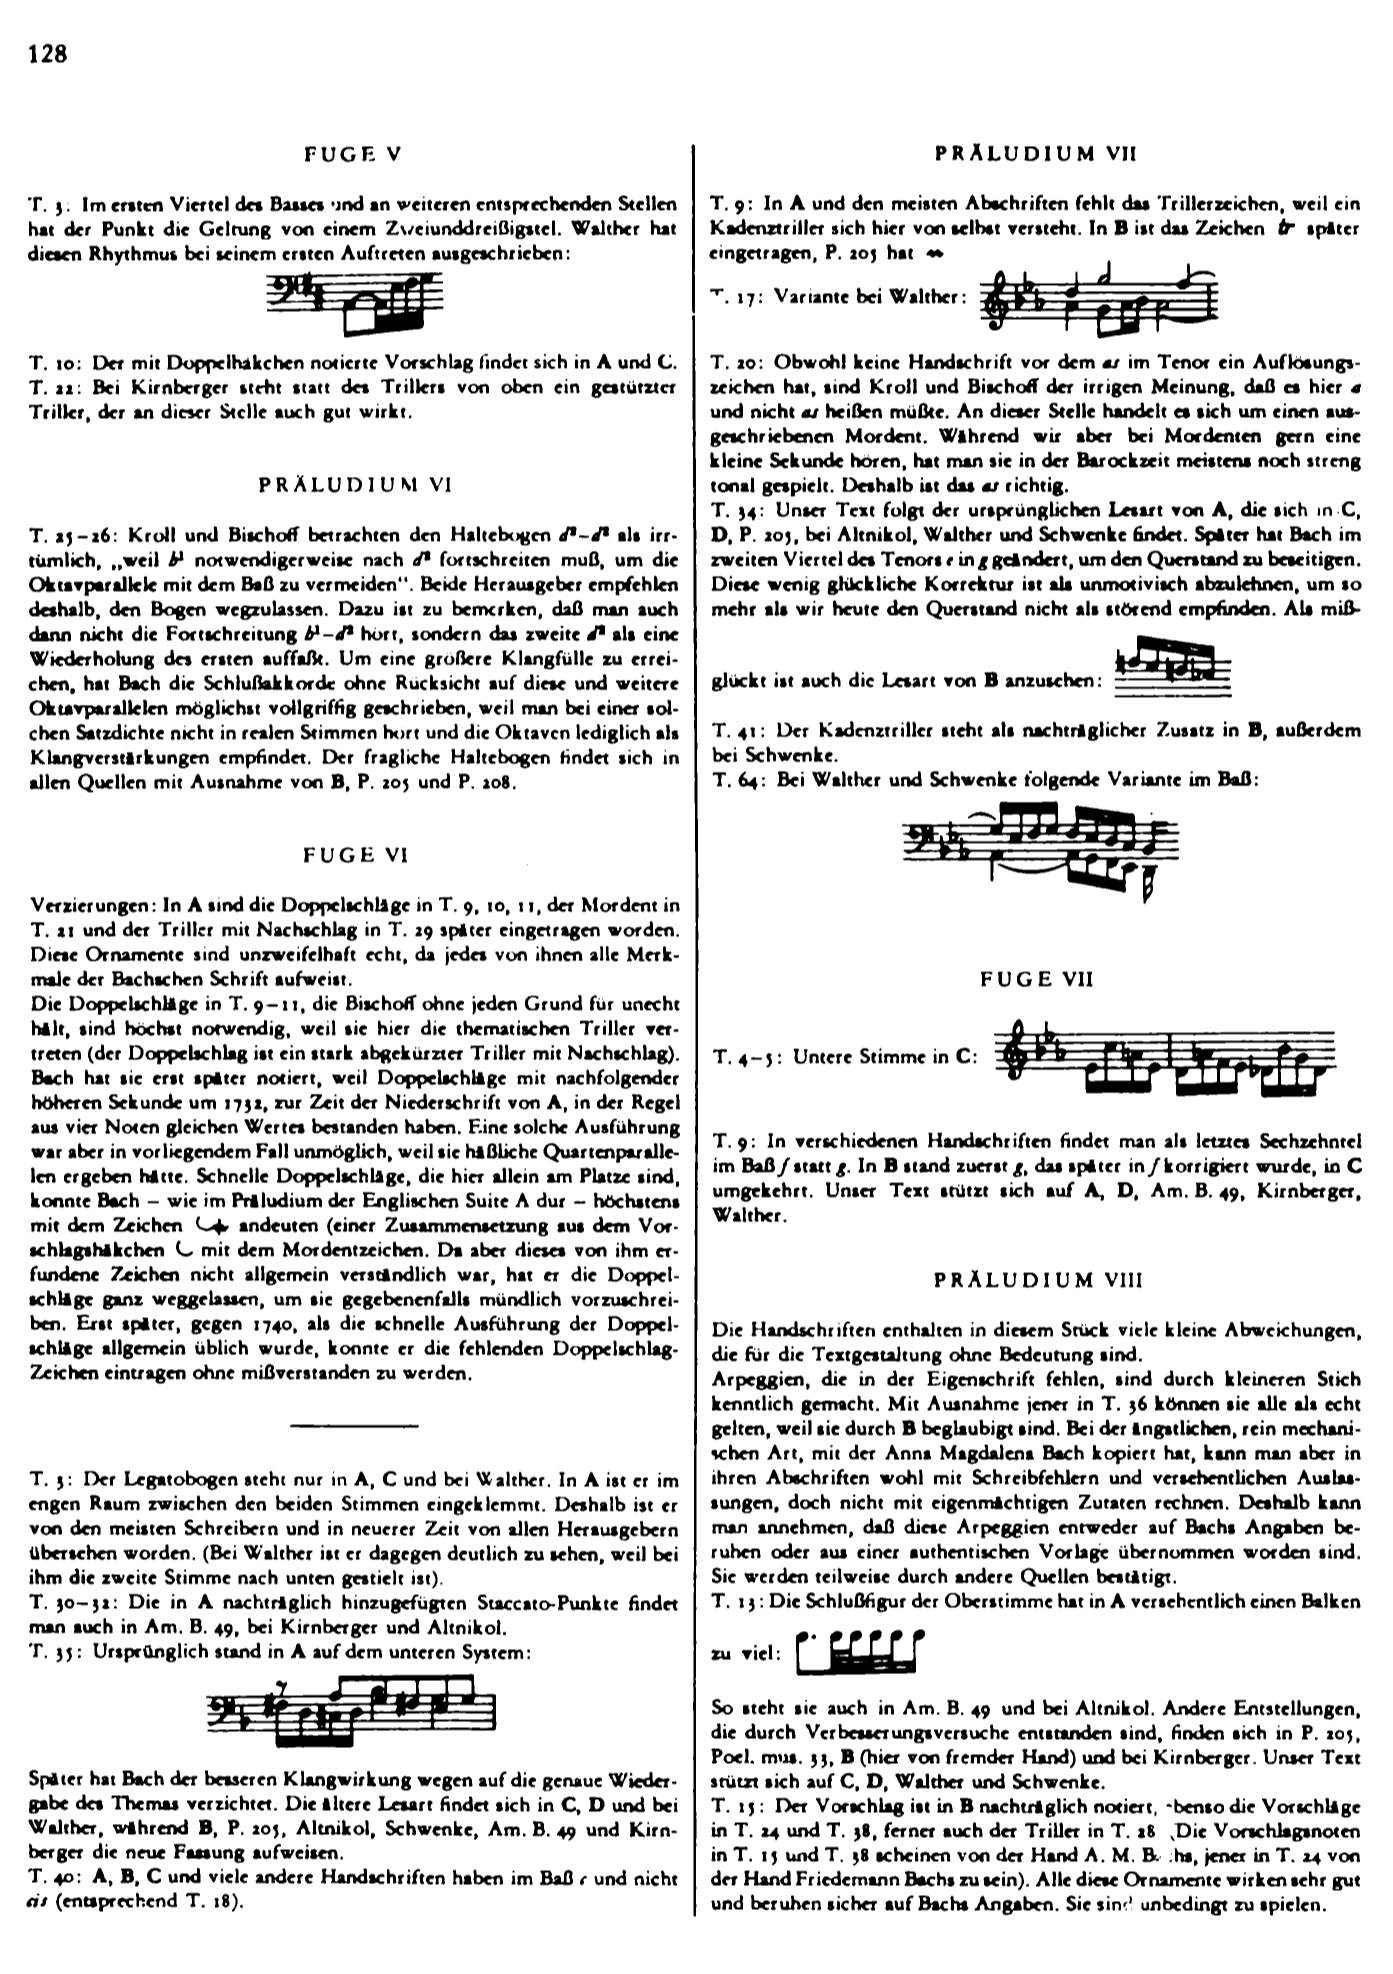 128
FUGE V
T. 3: Im ersten Viertel des Basses und an weiteren entsprechenden Stellen
hat der Punkt die Geltung von einem Zweiunddreißigstel. Walther hat
diesen Rhythmus bei seinem ersten Auftreten ausgeschrieben:
T. 10: Der mit Doppelhäkchen notierte Vorschlag findet sich in A und C.
T. 22: Bei Kirnberger steht statt des Trillers von oben ein gestützter
Triller, der an dieser Stelle auch gut wirkt.
PRÄLUDIUM VI
T. 25–26: Kroll und Bischoff betrachten den Haltebogen d²–d² als irr-
tümlich, „weil b¹ notwendigerweise nach d² fortschreiten muß, um die
Oktavparallele mit dem Baß zu vermeiden“. Beide Herausgeber empfehlen
deshalb, den Bogen wegzulassen. Dazu ist zu bemerken, daß man auch
dann nicht die Fortschreitung b¹–d² hört, sondern das zweite d² als eine
Wiederholung des ersten auffaßt. Um eine größere Klangfülle zu errei-
chen, hat Bach die Schlußakkorde ohne Rücksicht auf diese und weitere
Oktavparallelen möglichst vollgriffig geschrieben, weil man bei einer sol-
chen Satzdichte nicht in realen Stimmen hört und die Oktaven lediglich als
Klangverstärkungen empfindet. Der fragliche Haltebogen findet sich in
allen Quellen mit Ausnahme von B, P. 205 und P. 208.
FUGE VI
Verzierungen: In A sind die Doppelschläge in T. 9, 10, 11, der Mordent in
T. 21 und der Triller mit Nachschlag in T. 29 später eingetragen worden.
Diese Ornamente sind unzweifelhaft echt, da jedes von ihnen alle Merk-
male der Bachschen Schrift aufweist.
Die Doppelschläge in T. 9–11, die Bischoff ohne jeden Grund für unecht
hält, sind höchst notwendig, weil sie hier die thematischen Triller ver-
treten (der Doppelschlag ist ein stark abgekürzter Triller mit Nachschlag).
Bach hat sie erst später notiert, weil Doppelschläge mit nachfolgender
höheren Sekunde um 1732, zur Zeit der Niederschrift von A, in der Regel
aus vier Noten gleichen Wertes bestanden haben. Eine solche Ausführung
war aber in vorliegendem Fall unmöglich, weil sie häßliche Quartenparalle-
len ergeben hätte. Schnelle Doppelschläge, die hier allein am Platze sind,
konnte Bach – wie im Präludium der Englischen Suite A dur – höchstens
mit dem Zeichen andeuten (einer Zusammensetzung aus dem Vor-
schlagshäkchen mit dem Mordentzeichen. Da aber dieses von ihm er-
fundene Zeichen nicht allgemein verständlich war, hat er die Doppel-
schläge ganz weggelassen, um sie gegebenenfalls mündlich vorzuschrei-
ben. Erst später, gegen 1740, als die schnelle Ausführung der Doppel-
schläge allgemein üblich wurde, konnte er die fehlenden Doppelschlag-
Zeichen eintragen ohne mißverstanden zu werden.
T. 3: Der Legatobogen steht nur in A, C und bei Walther. In A ist er im
engen Raum zwischen den beiden Stimmen eingeklemmt. Deshalb ist er
von den meisten Schreibern und in neuerer Zeit von allen Herausgebern
übersehen worden. (Bei Walther ist er dagegen deutlich zu sehen, weil bei
ihm die zweite Stimme nach unten gestielt ist).
T. 30–32: Die in A nachträglich hinzugefügten Staccato-Punkte findet
man auch in Am. B. 49, bei Kirnberger und Altnikol.
T. 35: Ursprünglich stand in A auf dem unteren System:
Später hat Bach der besseren Klangwirkung wegen auf die genaue Wieder-
gabe des Themas verzichtet. Die ältere Lesart findet sich in C, D und bei
Walther, während B, P. 205, Altnikol, Schwenke, Am. B. 49 und Kirn-
berger die neue Fassung aufweisen.
T. 40: A, B, C und viele andere Handschriften haben im Baß c und nicht
cis (entsprechend T. 18).
PRÄLUDIUM VII
T. 9: In A und den meisten Abschriften fehlt das Trillerzeichen, weil ein
Kadenztriller sich hier von selbst versteht. In B ist das Zeichen tr später
eingetragen, P. 205 hat
T. 17: Variante bei Walther:
T. 20: Obwohl keine Handschrift vor dem as im Tenor ein Auflösungs-
zeichen hat, sind Kroll und Bischoff der irrigen Meinung, daß es hier a
und nicht as heißen müßte. An dieser Stelle handelt es sich um einen aus-
geschriebenen Mordent. Während wir aber bei Mordenten gern eine
kleine Sekunde hören, hat man sie in der Barockzeit meistens noch streng
tonal gespielt. Deshalb ist das as richtig.
T. 34: Unser Text folgt der ursprünglichen Lesart von A, die sich in C,
D, P. 205, bei Altnikol, Walther und Schwenke findet. Später hat Bach im
zweiten Viertel des Tenors e in g geändert, um den Querstand zu beseitigen.
Diese wenig glückliche Korrektur ist als unmotivisch abzulehnen, um so
mehr als wir heute den Querstand nicht als störend empfinden. Als miß-
glückt ist auch die Lesart von B anzusehen:
T. 41: Der Kadenztriller steht als nachträglicher Zusatz in B, außerdem
bei Schwenke.
T. 64: Bei Walther und Schwenke folgende Variante im Baß:
FUGE VII
T. 4–5: Untere Stimme in C:
T. 9: In verschiedenen Handschriften findet man als letztes Sechzehntel
im Baß f statt g. In B stand zuerst g, das später in f korrigiert wurde, in C
umgekehrt. Unser Text stützt sich auf A, D, Am. B. 49, Kirnberger,
Walther.
PRÄLUDIUM VIII
Die Handschriften enthalten in diesem Stück viele kleine Abweichungen,
die für die Textgestaltung ohne Bedeutung sind.
Arpeggien, die in der Eigenschrift fehlen, sind durch kleineren Stich
kenntlich gemacht. Mit Ausnahme jener in T. 36 können sie alle als echt
gelten, weil sie durch B beglaubigt sind. Bei der ängstlichen, rein mechani-
schen Art, mit der Anna Magdalena Bach kopiert hat, kann man aber in
ihren Abschriften wohl mit Schreibfehlern und versehentlichen Auslas-
sungen, doch nicht mit eigenmächtigen Zutaten rechnen. Deshalb kann
man annehmen, daß diese Arpeggien entweder auf Bachs Angaben be-
ruhen oder aus einer authentischen Vorlage übernommen worden sind.
Sie werden teilweise durch andere Quellen bestätigt.
T. 13: Die Schlußfigur der Oberstimme hat in A versehentlich einen Balken
zu viel:
So steht sie auch in Am. B. 49 und bei Altnikol. Andere Entstellungen,
die durch Verbesserungsversuche entstanden sind, finden sich in P. 205,
Poel. mus. 33, B (hier von fremder Hand) und bei Kirnberger. Unser Text
stützt sich auf C, D, Walther und Schwenke.
T. 15: Der Vorschlag ist in B nachträglich notiert, ebenso die Vorschläge
in T. 24 und T. 38, ferner auch der Triller in T. 28 (Die Vorschlagsnoten
in T. 15 und T. 38 scheinen von der Hand A. M. Bachs, jener in T. 24 von
der Hand Friedemann Bachs zu sein). Alle diese Ornamente wirken sehr gut
und beruhen sicher auf Bachs Angaben. Sie sind unbedingt zu spielen.